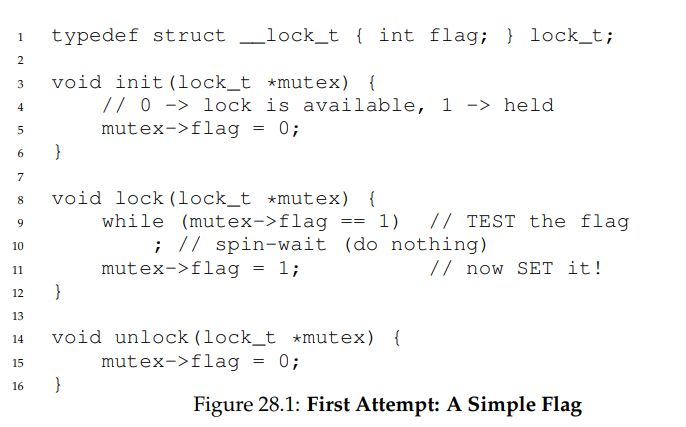 1 typedef struct __lock_t { int flag; } lock_t;
2
3 void init(lock_t *mutex) {
4 // 0 -> lock is available, 1 -> held
5 mutex->flag = 0;
6 }
7
8 void lock(lock_t *mutex) {
9 while (mutex->flag == 1) // TEST the flag
10 ; // spin-wait (do nothing)
11 mutex->flag = 1; // now SET it!
12 }
13
14 void unlock(lock_t *mutex) {
15 mutex->flag = 0;
16 }
Figure 28.1: First Attempt: A Simple Flag